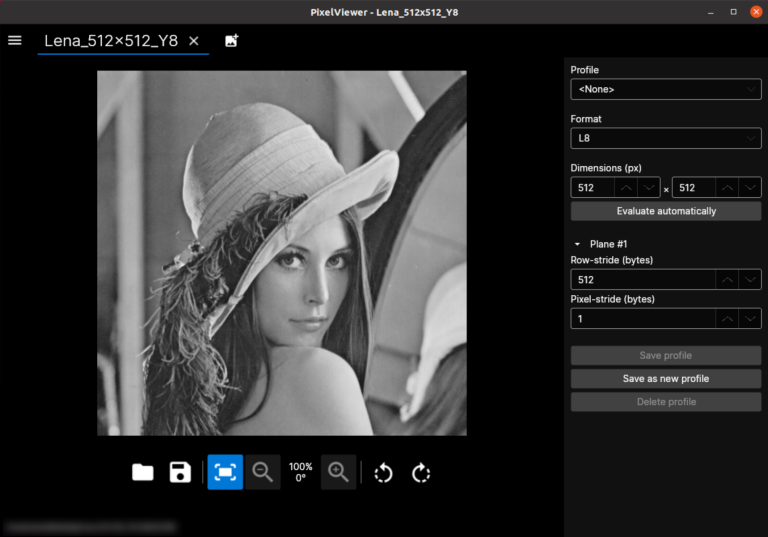 PixelViewer - Lena_512x512_Y8
Lena_512×512_Y8
Profile
<None>
Format
L8
Dimensions (px)
512 × 512
Evaluate automatically
Plane #1
Row-stride (bytes)
512
Pixel-stride (bytes)
1
Save profile
Save as new profile
Delete profile
100%
0°